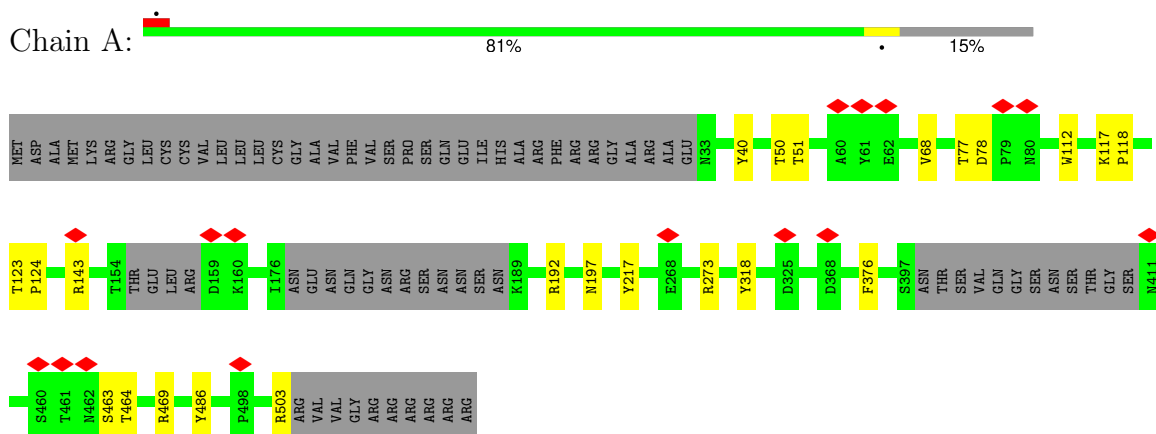 Chain A:
81% 15%
MET ASP ALA MET LYS ARG GLY LEU CYS CYS VAL LEU LEU LEU CYS GLY ALA VAL PHE VAL SER PRO SER GLN GLU ILE HIS ALA ARG PHE ARG ARG GLY ALA ARG ALA GLU N33 Y40 T50 T51 A60 Y61 E62 V68 T77 D78 P79 N80 W112 K117 P118
T123 P124 R143 T154 THR GLU LEU ARG D159 K160 I176 ASN GLU ASN GLN GLY ASN ARG SER ASN ASN SER ASN K189 R192 N197 Y217 E268 R273 Y318 D325 D368 F376 S397 ASN THR SER VAL GLN GLY SER ASN SER THR GLY SER N411
S460 T461 N462 S463 T464 R469 Y486 P498 R503 ARG VAL VAL GLY ARG ARG ARG ARG ARG